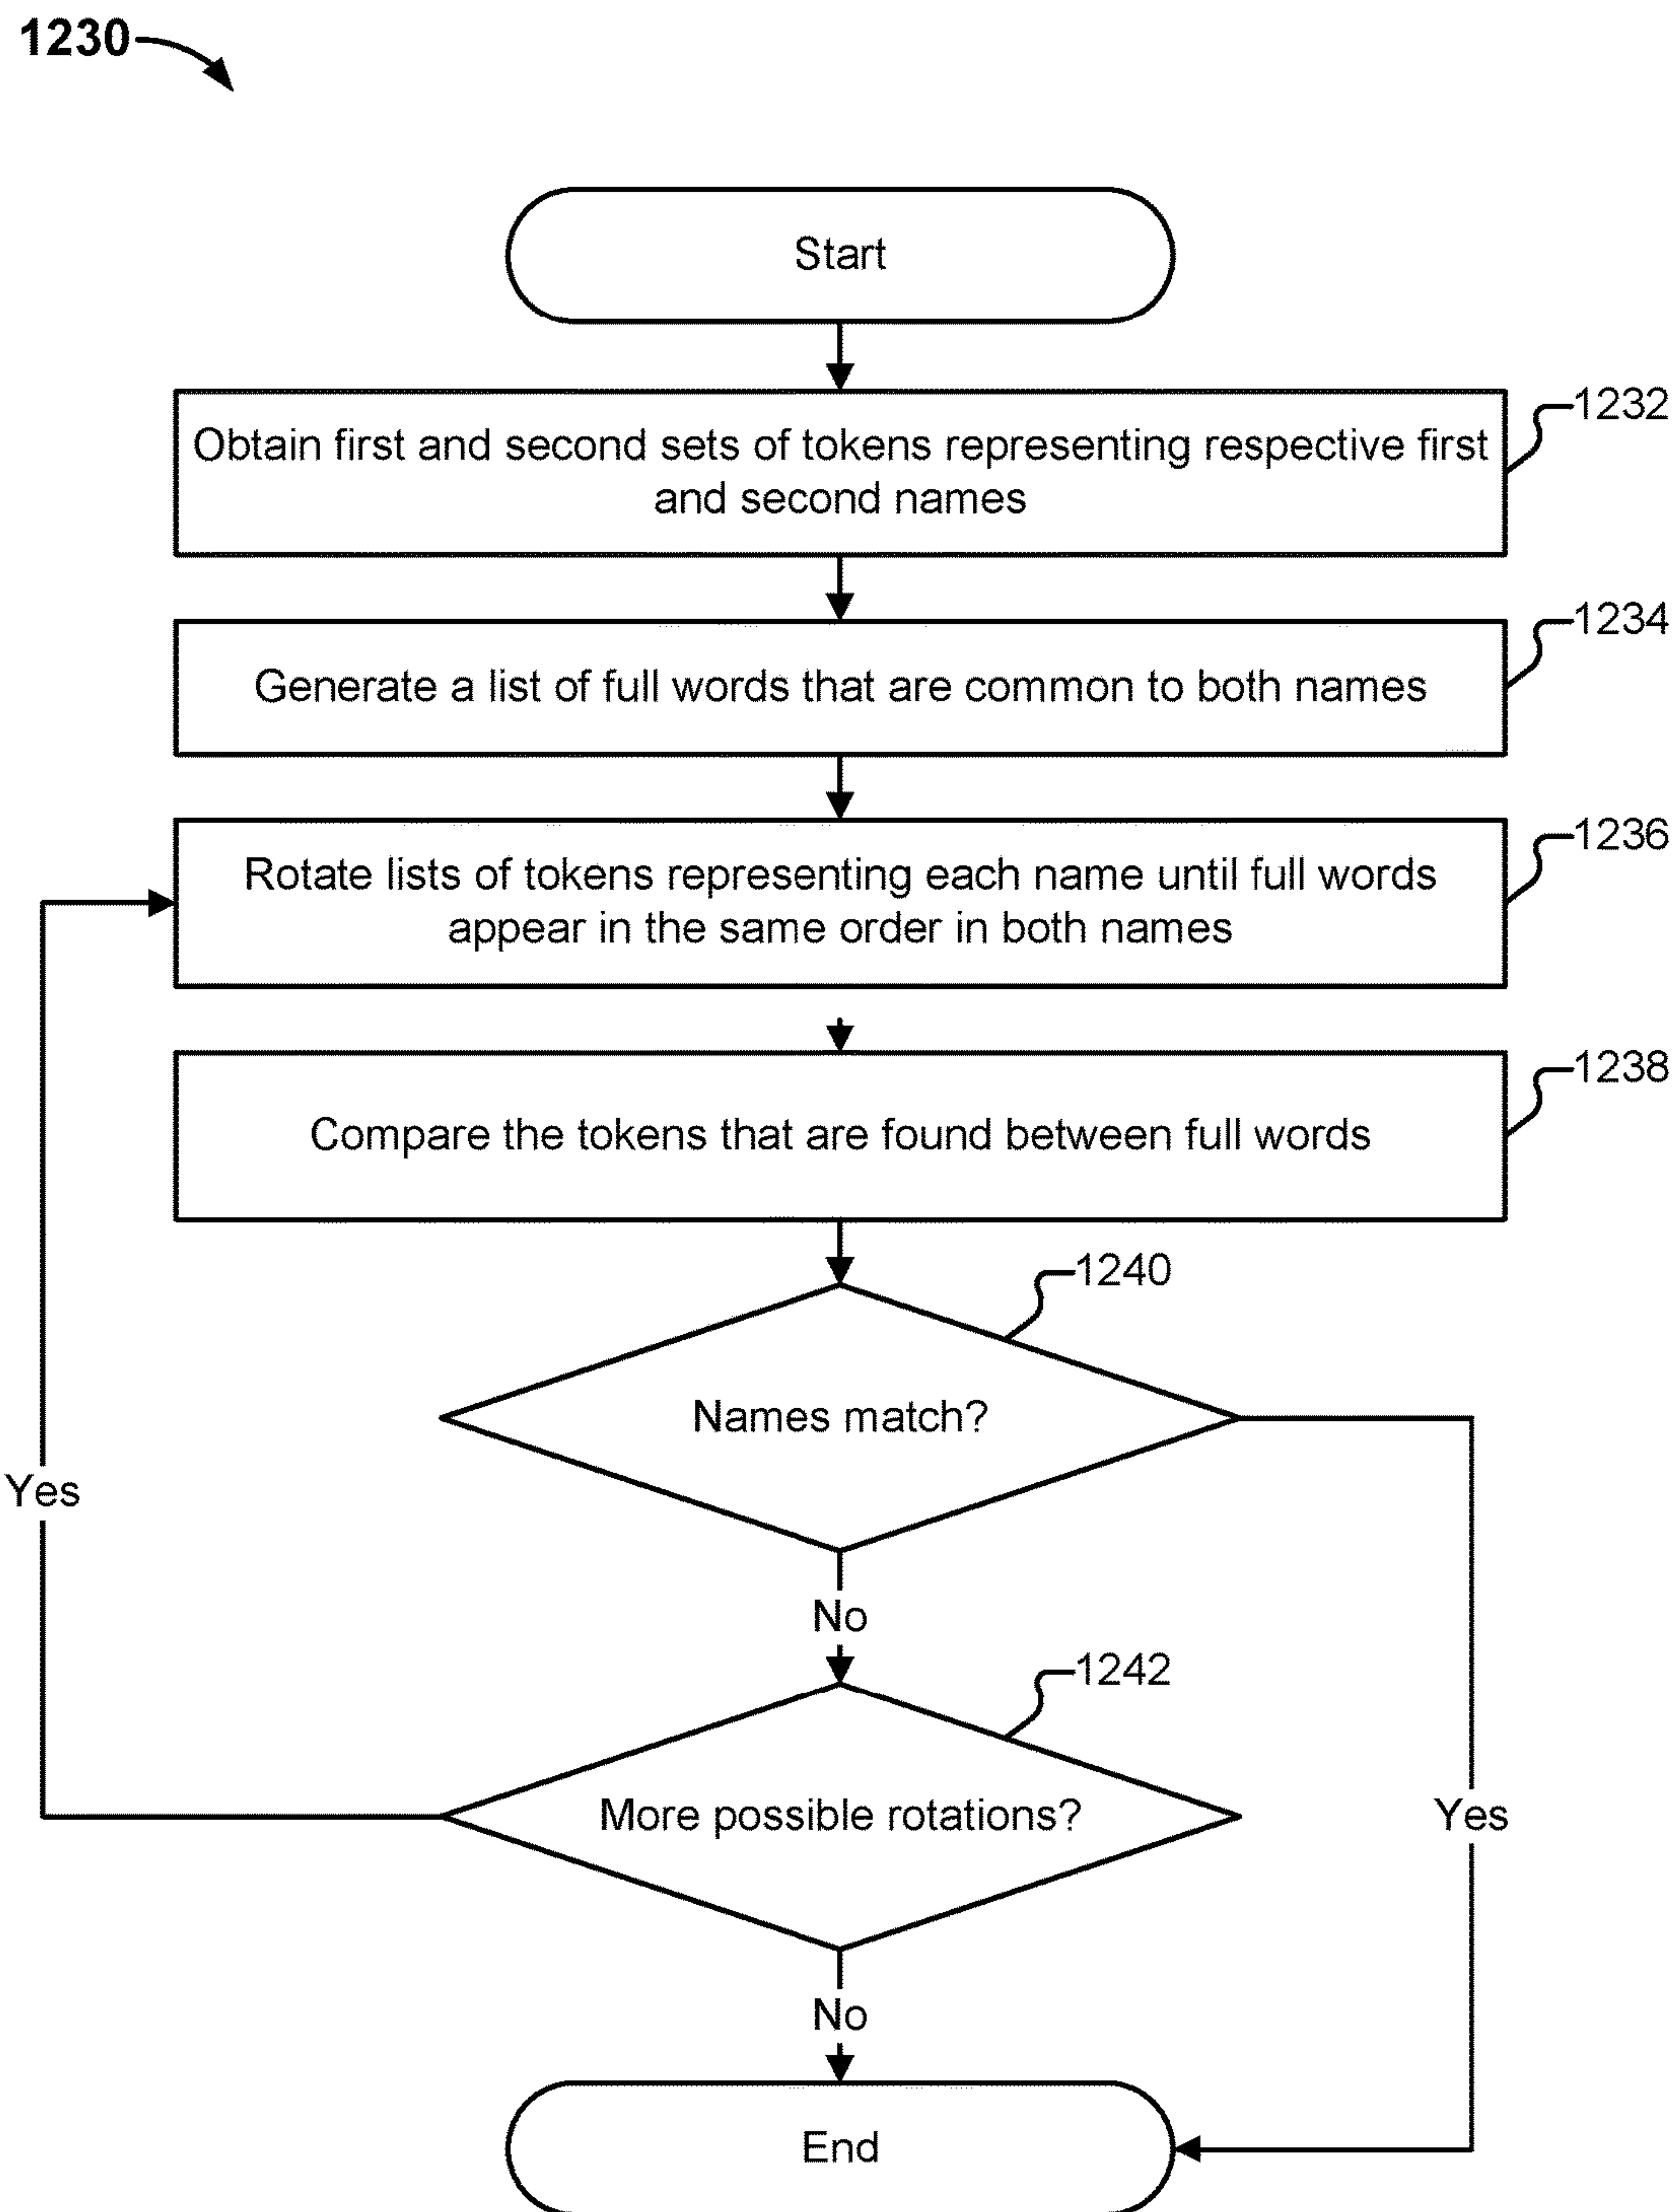 1230
Start
1232
Obtain first and second sets of tokens representing respective first
and second names
1234
Generate a list of full words that are common to both names
1236
Rotate lists of tokens representing each name until full words
appear in the same order in both names
1238
Compare the tokens that are found between full words
1240
Names match?
Yes
No
1242
More possible rotations?
Yes
No
End